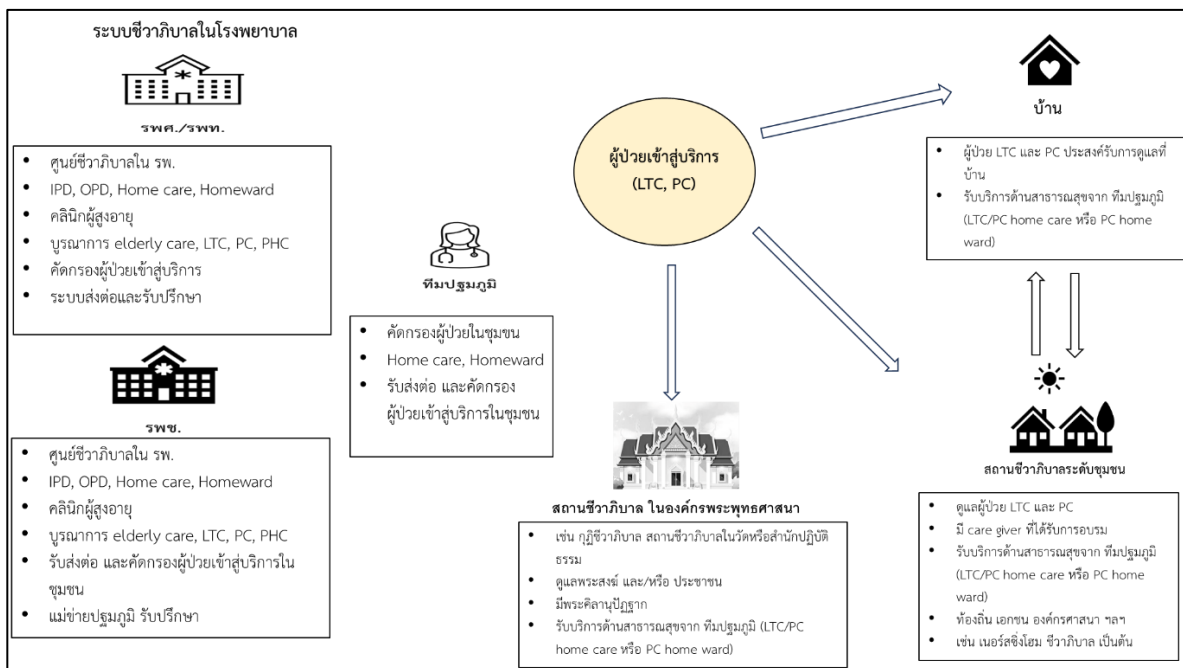 ระบบชีวาภิบาลในโรงพยาบาล
รพศ./รพท.
• ศูนย์ชีวาภิบาลใน รพ.
• IPD, OPD, Home care, Homeward
• คลินิกผู้สูงอายุ
• บูรณาการ elderly care, LTC, PC, PHC
• คัดกรองผู้ป่วยเข้าสู่บริการ
• ระบบส่งต่อและรับปรึกษา
รพช.
• ศูนย์ชีวาภิบาลใน รพ.
• IPD, OPD, Home care, Homeward
• คลินิกผู้สูงอายุ
• บูรณาการ elderly care, LTC, PC, PHC
• รับส่งต่อ และคัดกรองผู้ป่วยเข้าสู่บริการใน
ชุมชน
• แม่ข่ายปฐมภูมิ รับปรึกษา
ทีมปฐมภูมิ
• คัดกรองผู้ป่วยในชุมชน
• Home care, Homeward
• รับส่งต่อ และคัดกรอง
ผู้ป่วยเข้าสู่บริการในชุมชน
ผู้ป่วยเข้าสู่บริการ
(LTC, PC)
สถานชีวาภิบาล ในองค์กรพระพุทธศาสนา
• เช่น กุฏิชีวาภิบาล สถานชีวาภิบาลในวัดหรือสำนักปฏิบัติ
ธรรม
• ดูแลพระสงฆ์ และ/หรือ ประชาชน
• มีพระคิลานุปัฏฐาก
• รับบริการด้านสาธารณสุขจาก ทีมปฐมภูมิ (LTC/PC
home care หรือ PC home ward)
บ้าน
• ผู้ป่วย LTC และ PC ประสงค์รับการดูแลที่
บ้าน
• รับบริการด้านสาธารณสุขจาก ทีมปฐมภูมิ
(LTC/PC home care หรือ PC home
ward)
สถานชีวาภิบาลระดับชุมชน
• ดูแลผู้ป่วย LTC และ PC
• มี care giver ที่ได้รับการอบรม
• รับบริการด้านสาธารณสุขจาก ทีมปฐมภูมิ
(LTC/PC home care หรือ PC home
ward)
• ท้องถิ่น เอกชน องค์กรศาสนา ฯลฯ
• เช่น เนอร์สซิ่งโฮม ชีวาภิบาล เป็นต้น